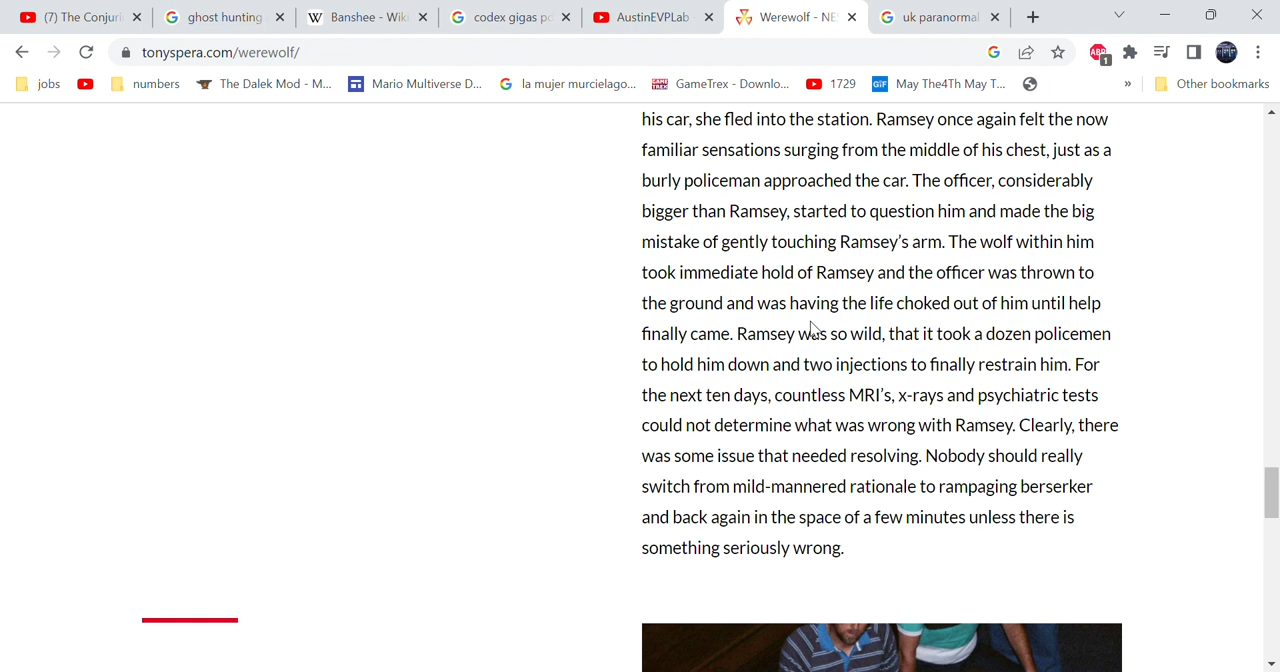 (7) The Conjuri
ghost hunting
Banshee - Wiki
codex gigas po
AustinEVPLab
Werewolf - NE
uk paranormal
tonyspera.com/werewolf/
ABP
1
jobs
numbers
The Dalek Mod - M...
Mario Multiverse D...
la mujer murcielago...
GAME TREX
GameTrex - Downlo...
1729
GIF
May The4Th May T...
»
Other bookmarks
his car, she fled into the station. Ramsey once again felt the now
familiar sensations surging from the middle of his chest, just as a
burly policeman approached the car. The officer, considerably
bigger than Ramsey, started to question him and made the big
mistake of gently touching Ramsey’s arm. The wolf within him
took immediate hold of Ramsey and the officer was thrown to
the ground and was having the life choked out of him until help
finally came. Ramsey was so wild, that it took a dozen policemen
to hold him down and two injections to finally restrain him. For
the next ten days, countless MRI’s, x-rays and psychiatric tests
could not determine what was wrong with Ramsey. Clearly, there
was some issue that needed resolving. Nobody should really
switch from mild-mannered rationale to rampaging berserker
and back again in the space of a few minutes unless there is
something seriously wrong.